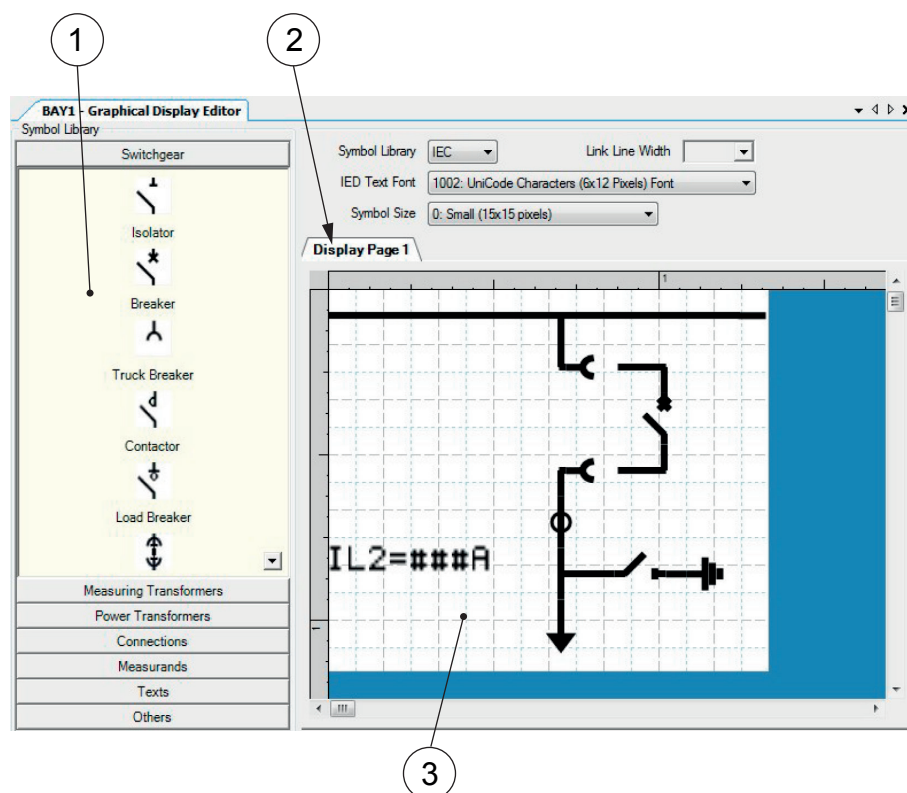 1
2
BAY1 - Graphical Display Editor
Symbol Library
Switchgear
Isolator
Breaker
Truck Breaker
Contactor
Load Breaker
Measuring Transformers
Power Transformers
Connections
Measurands
Texts
Others
Symbol Library IEC Link Line Width
IED Text Font 1002: UniCode Characters (6x12 Pixels) Font
Symbol Size 0: Small (15x15 pixels)
Display Page 1
1
IL2=###A
1
3